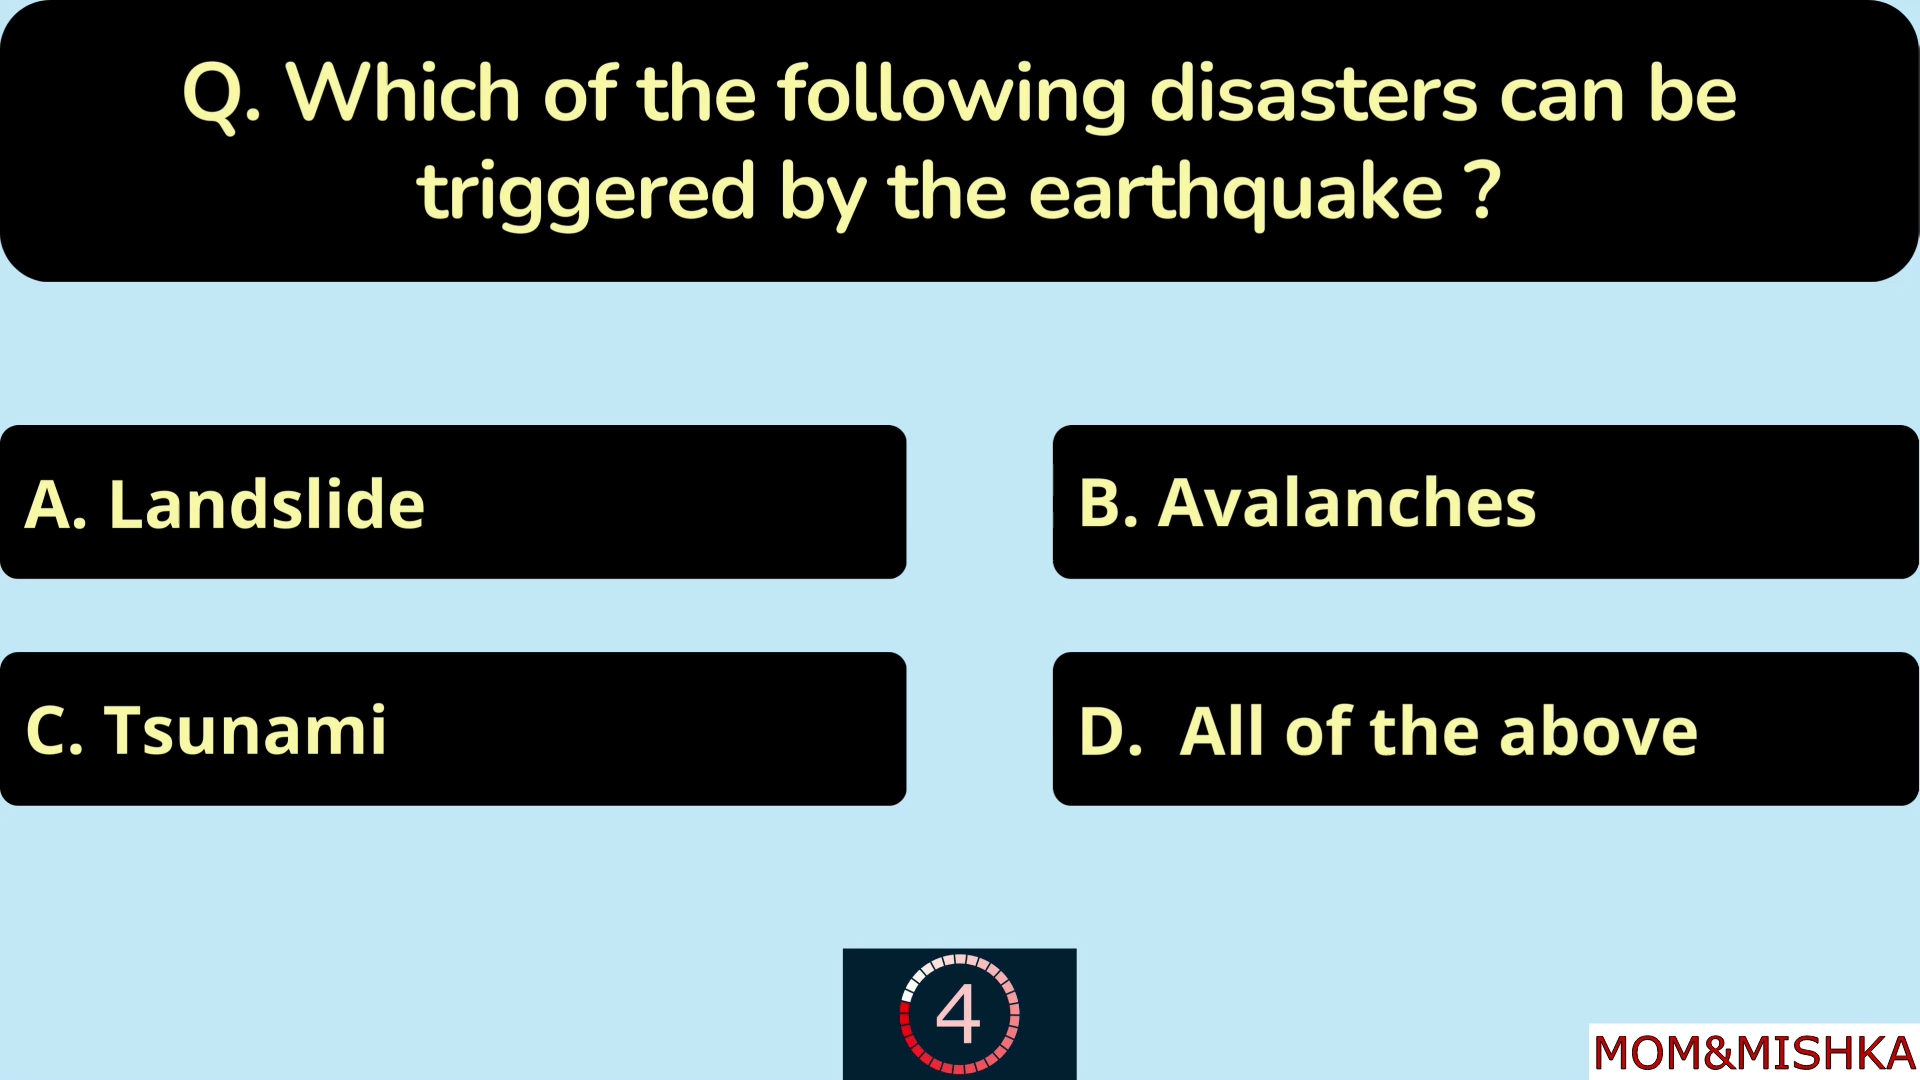 Q. Which of the following disasters can be
triggered by the earthquake ?
A. Landslide
B. Avalanches
C. Tsunami
D. All of the above
4
MOM&MISHKA